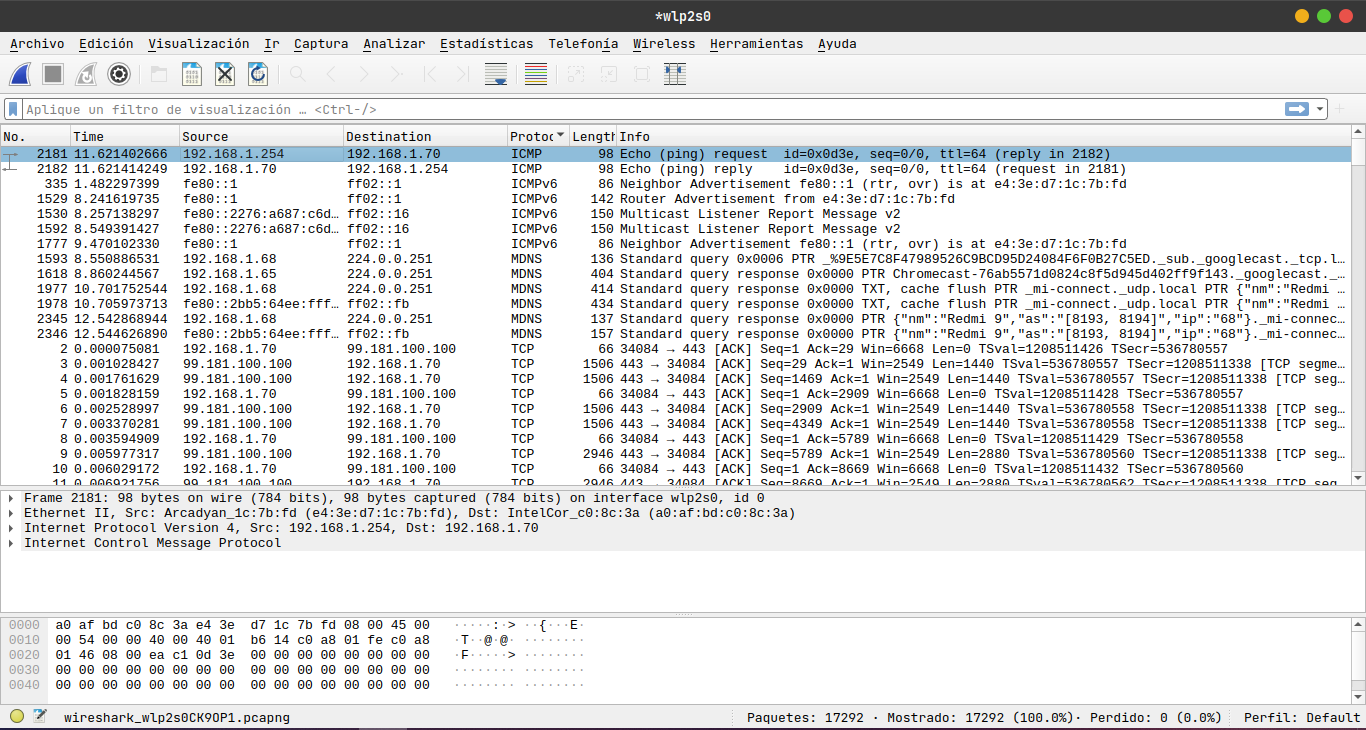 *wlp2s0
Archivo Edición Visualización Ir Captura Analizar Estadísticas Telefonía Wireless Herramientas Ayuda
Aplique un filtro de visualización … <Ctrl-/>
No. Time Source Destination Protoc Length Info
2181 11.621402666 192.168.1.254 192.168.1.70 ICMP 98 Echo (ping) request id=0x0d3e, seq=0/0, ttl=64 (reply in 2182)
2182 11.621414249 192.168.1.70 192.168.1.254 ICMP 98 Echo (ping) reply id=0x0d3e, seq=0/0, ttl=64 (request in 2181)
335 1.482297399 fe80::1 ff02::1 ICMPv6 86 Neighbor Advertisement fe80::1 (rtr, ovr) is at e4:3e:d7:1c:7b:fd
1529 8.241619735 fe80::1 ff02::1 ICMPv6 142 Router Advertisement from e4:3e:d7:1c:7b:fd
1530 8.257138297 fe80::2276:a687:c6d… ff02::16 ICMPv6 150 Multicast Listener Report Message v2
1592 8.549391427 fe80::2276:a687:c6d… ff02::16 ICMPv6 150 Multicast Listener Report Message v2
1777 9.470102330 fe80::1 ff02::1 ICMPv6 86 Neighbor Advertisement fe80::1 (rtr, ovr) is at e4:3e:d7:1c:7b:fd
1593 8.550886531 192.168.1.68 224.0.0.251 MDNS 136 Standard query 0x0006 PTR _%9E5E7C8F47989526C9BCD95D24084F6F0B27C5ED._sub._googlecast._tcp.l…
1618 8.860244567 192.168.1.65 224.0.0.251 MDNS 404 Standard query response 0x0000 PTR Chromecast-76ab5571d0824c8f5d945d402ff9f143._googlecast._…
1977 10.701752544 192.168.1.68 224.0.0.251 MDNS 414 Standard query response 0x0000 TXT, cache flush PTR _mi-connect._udp.local PTR {"nm":"Redmi …
1978 10.705973713 fe80::2bb5:64ee:fff… ff02::fb MDNS 434 Standard query response 0x0000 TXT, cache flush PTR _mi-connect._udp.local PTR {"nm":"Redmi …
2345 12.542868944 192.168.1.68 224.0.0.251 MDNS 137 Standard query response 0x0000 PTR {"nm":"Redmi 9","as":"[8193, 8194]","ip":"68"}._mi-connec…
2346 12.544626890 fe80::2bb5:64ee:fff… ff02::fb MDNS 157 Standard query response 0x0000 PTR {"nm":"Redmi 9","as":"[8193, 8194]","ip":"68"}._mi-connec…
2 0.000075081 192.168.1.70 99.181.100.100 TCP 66 34084 → 443 [ACK] Seq=1 Ack=29 Win=6668 Len=0 TSval=1208511426 TSecr=536780557
3 0.001028427 99.181.100.100 192.168.1.70 TCP 1506 443 → 34084 [ACK] Seq=29 Ack=1 Win=2549 Len=1440 TSval=536780557 TSecr=1208511338 [TCP segme…
4 0.001761629 99.181.100.100 192.168.1.70 TCP 1506 443 → 34084 [ACK] Seq=1469 Ack=1 Win=2549 Len=1440 TSval=536780557 TSecr=1208511338 [TCP seg…
5 0.001828159 192.168.1.70 99.181.100.100 TCP 66 34084 → 443 [ACK] Seq=1 Ack=2909 Win=6668 Len=0 TSval=1208511428 TSecr=536780557
6 0.002528997 99.181.100.100 192.168.1.70 TCP 1506 443 → 34084 [ACK] Seq=2909 Ack=1 Win=2549 Len=1440 TSval=536780558 TSecr=1208511338 [TCP seg…
7 0.003370281 99.181.100.100 192.168.1.70 TCP 1506 443 → 34084 [ACK] Seq=4349 Ack=1 Win=2549 Len=1440 TSval=536780558 TSecr=1208511338 [TCP seg…
8 0.003594909 192.168.1.70 99.181.100.100 TCP 66 34084 → 443 [ACK] Seq=1 Ack=5789 Win=6668 Len=0 TSval=1208511429 TSecr=536780558
9 0.005977317 99.181.100.100 192.168.1.70 TCP 2946 443 → 34084 [ACK] Seq=5789 Ack=1 Win=2549 Len=2880 TSval=536780560 TSecr=1208511338 [TCP seg…
10 0.006029172 192.168.1.70 99.181.100.100 TCP 66 34084 → 443 [ACK] Seq=1 Ack=8669 Win=6668 Len=0 TSval=1208511432 TSecr=536780560
11 0.006921756 99.181.100.100 192.168.1.70 TCP 2946 443 → 34084 [ACK] Seq=8669 Ack=1 Win=2549 Len=2880 TSval=536780562 TSecr=1208511338 [TCP seg…
Frame 2181: 98 bytes on wire (784 bits), 98 bytes captured (784 bits) on interface wlp2s0, id 0
Ethernet II, Src: Arcadyan_1c:7b:fd (e4:3e:d7:1c:7b:fd), Dst: IntelCor_c0:8c:3a (a0:af:bd:c0:8c:3a)
Internet Protocol Version 4, Src: 192.168.1.254, Dst: 192.168.1.70
Internet Control Message Protocol
0000 a0 af bd c0 8c 3a e4 3e d7 1c 7b fd 08 00 45 00 ·····:·> ··{···E·
0010 00 54 00 00 40 00 40 01 b6 14 c0 a8 01 fe c0 a8 ·T··@·@· ········
0020 01 46 08 00 ea c1 0d 3e 00 00 00 00 00 00 00 00 ·F·····> ········
0030 00 00 00 00 00 00 00 00 00 00 00 00 00 00 00 00 ········ ········
0040 00 00 00 00 00 00 00 00 00 00 00 00 00 00 00 00 ········ ········
wireshark_wlp2s0CK9OP1.pcapng Paquetes: 17292 · Mostrado: 17292 (100.0%)· Perdido: 0 (0.0%) Perfil: Default